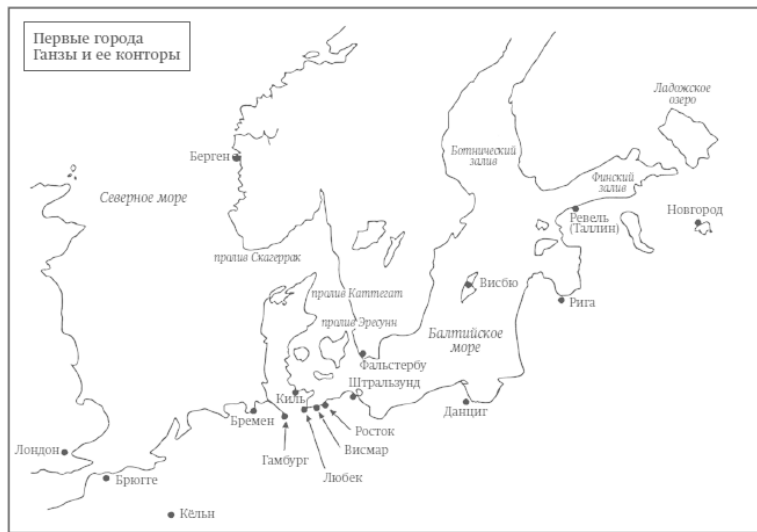 Первые города
Ганзы и ее конторы
Ладожское
озеро
Берген
Ботнический
залив
Финский
залив
Северное море
Ревель
(Таллин)
Новгород
пролив Скагеррак
Висбю
пролив Каттегат
Рига
пролив Эресунн
Балтийское
море
Фальстербу
Штральзунд
Киль
Данциг
Бремен
Росток
Висмар
Гамбург
Любек
Лондон
Брюгге
Кёльн